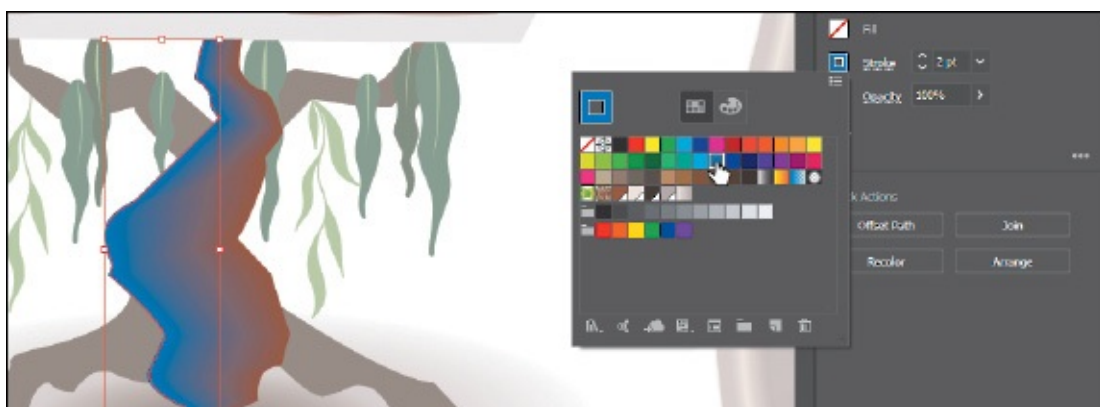 Fill
Stroke 2 pt
Opacity 100%
k Actions
Offset Path Join
Recolor Arrange